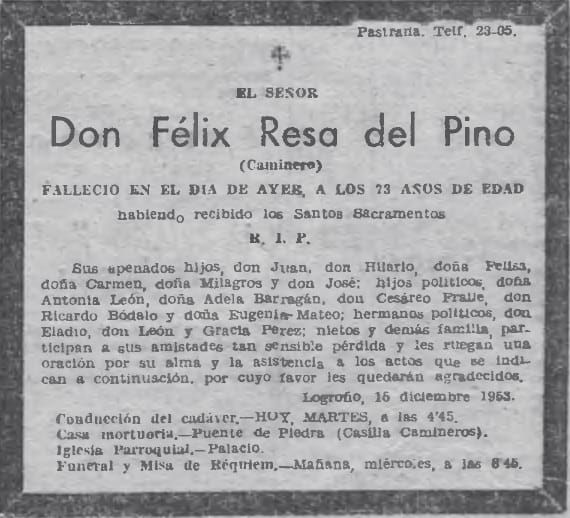 Pastrana. Telf. 23-05.
EL SEÑOR
Don Félix Resa del Pino
(Caminero)
FALLECIO EN EL DIA DE AYER, A LOS 73 AÑOS DE EDAD
habiendo recibido los Santos Sacramentos
R. I. P.
Sus apenados hijos, don Juan, don Hilario, doña Felisa,
doña Carmen, doña Milagros y don José; hijos políticos, doña
Antonia León, doña Adela Barragán, don Cesáreo Fraile, don
Ricardo Bódalo y doña Eugenia Mateo; hermanos políticos, don
Eladio, don León y Gracia Pérez; nietos y demás familia, par-
ticipan a sus amistades tan sensible pérdida y les ruegan una
oración por su alma y la asistencia a los actos que se indi-
can a continuación, por cuyo favor les quedarán agradecidos.
Logroño, 15 diciembre 1953.
Conducción del cadáver.—HOY, MARTES, a las 4'45.
Casa mortuoria.—Puente de Piedra (Casilla Camineros).
Iglesia Parroquial.—Palacio.
Funeral y Misa de Réquiem.—Mañana, miércoles, a las 8'45.